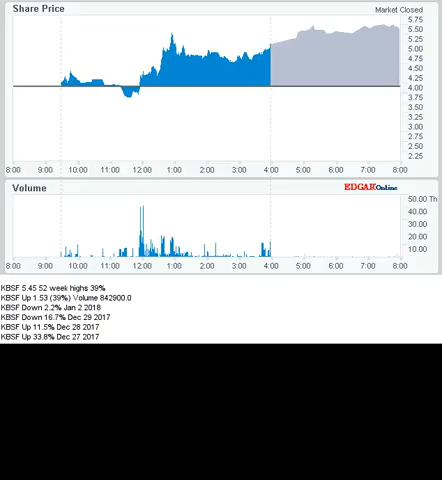 Share Price
Market Closed
5.75
5.50
5.25
5.00
4.75
4.50
4.25
4.00
3.75
3.50
3.25
3.00
2.75
2.50
2.25
8:00 9:00 10:00 11:00 12:00 1:00 2:00 3:00 4:00 5:00 6:00 7:00 8:00
Volume
EDGAROnline
50.00 Th
40.00
30.00
20.00
10.00
8:00 9:00 10:00 11:00 12:00 1:00 2:00 3:00 4:00 5:00 6:00 7:00 8:00
KBSF 5.45 52 week highs 39%
KBSF Up 1.53 (39%) Volume 842900.0
KBSF Down 2.2% Jan 2 2018
KBSF Down 16.7% Dec 29 2017
KBSF Up 11.5% Dec 28 2017
KBSF Up 33.8% Dec 27 2017